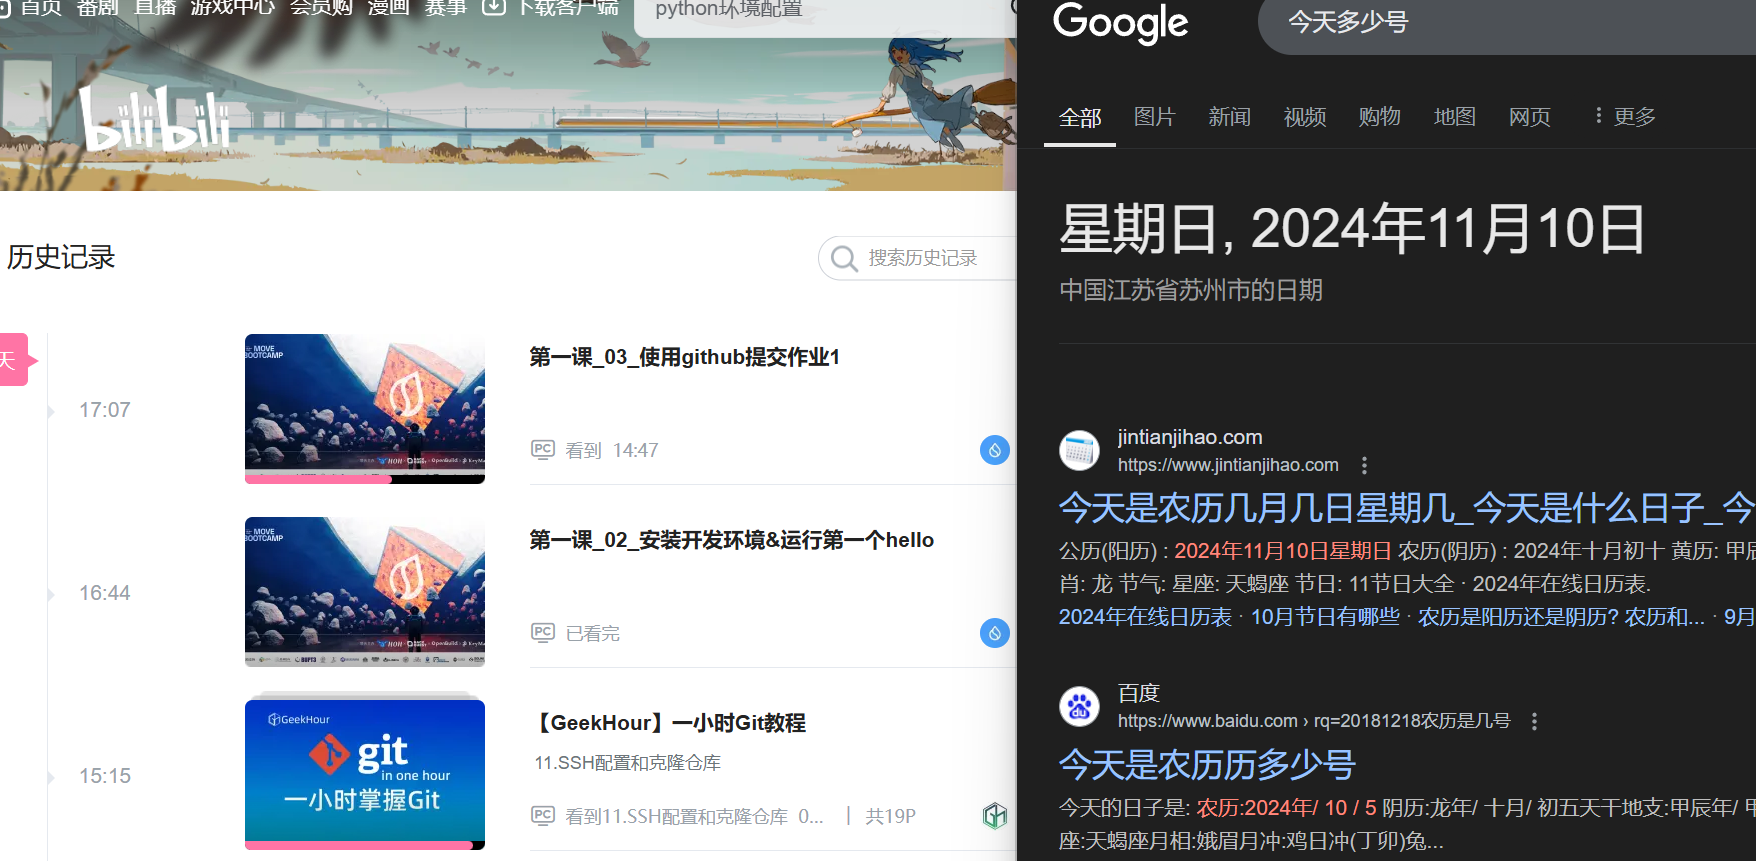 首页 番剧 直播 游戏中心 会员购 漫画 赛事 下载客户端
python环境配置
bilibili
历史记录
搜索历史记录
天
17:07
MOVE
BOOTCAMP
第一课_03_使用github提交作业1
PC 看到 14:47
16:44
MOVE
BOOTCAMP
第一课_02_安装开发环境&运行第一个hello
PC 已看完
15:15
GeekHour
git
in one hour
一小时掌握Git
【GeekHour】一小时Git教程
11.SSH配置和克隆仓库
PC 看到11.SSH配置和克隆仓库 0... | 共19P
Google
今天多少号
全部 图片 新闻 视频 购物 地图 网页 更多
星期日, 2024年11月10日
中国江苏省苏州市的日期
jintianjihao.com
https://www.jintianjihao.com
今天是农历几月几日星期几_今天是什么日子_今
公历(阳历) : 2024年11月10日星期日 农历(阴历) : 2024年十月初十 黄历: 甲辰
肖: 龙 节气: 星座: 天蝎座 节日: 11节日大全 · 2024年在线日历表.
2024年在线日历表 · 10月节日有哪些 · 农历是阳历还是阴历? 农历和... · 9月
du
百度
https://www.baidu.com › rq=20181218农历是几号
今天是农历历多少号
今天的日子是: 农历:2024年/ 10 / 5 阴历:龙年/ 十月/ 初五天干地支:甲辰年/ 甲
座:天蝎座月相:娥眉月冲:鸡日冲(丁卯)兔...